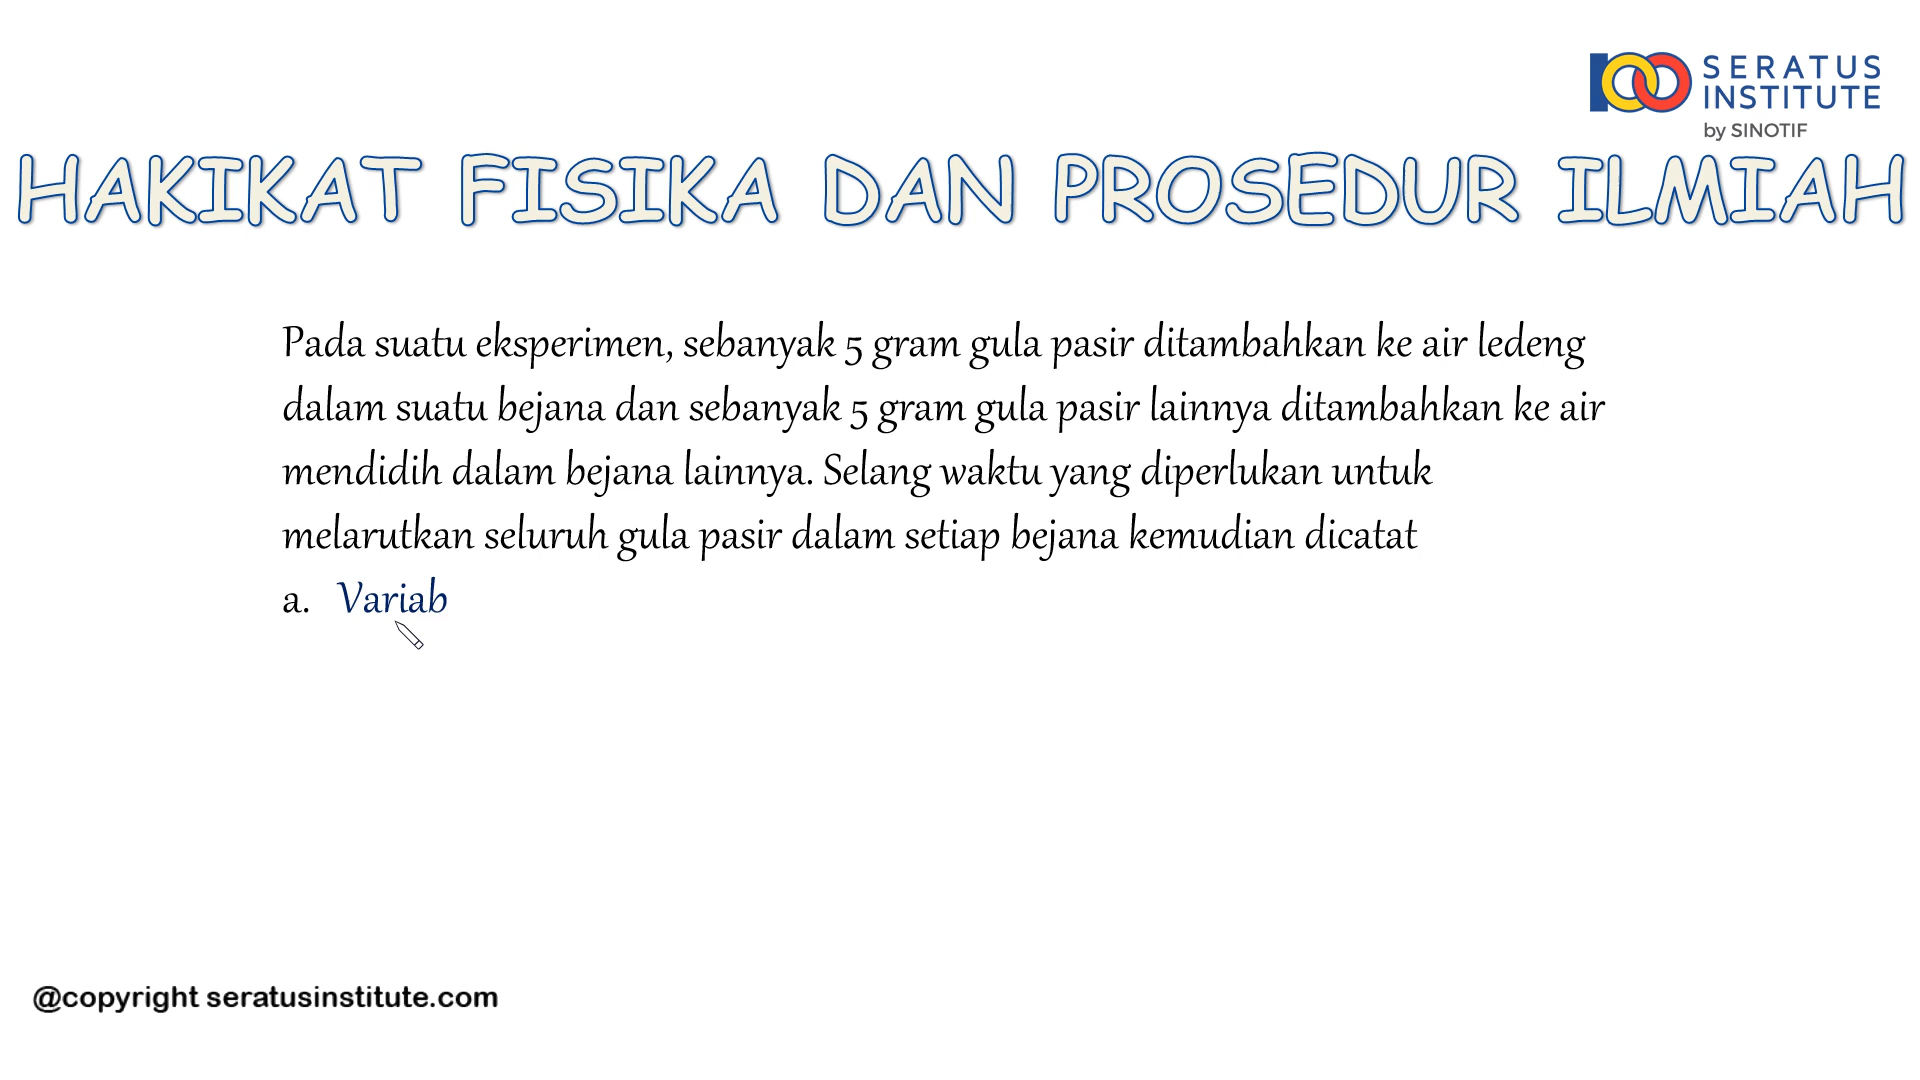 SERATUS
INSTITUTE
by SINOTIF
HAKIKAT FISIKA DAN PROSEDUR ILMIAH
Pada suatu eksperimen, sebanyak 5 gram gula pasir ditambahkan ke air ledeng
dalam suatu bejana dan sebanyak 5 gram gula pasir lainnya ditambahkan ke air
mendidih dalam bejana lainnya. Selang waktu yang diperlukan untuk
melarutkan seluruh gula pasir dalam setiap bejana kemudian dicatat
a. Variab
@copyright seratusinstitute.com